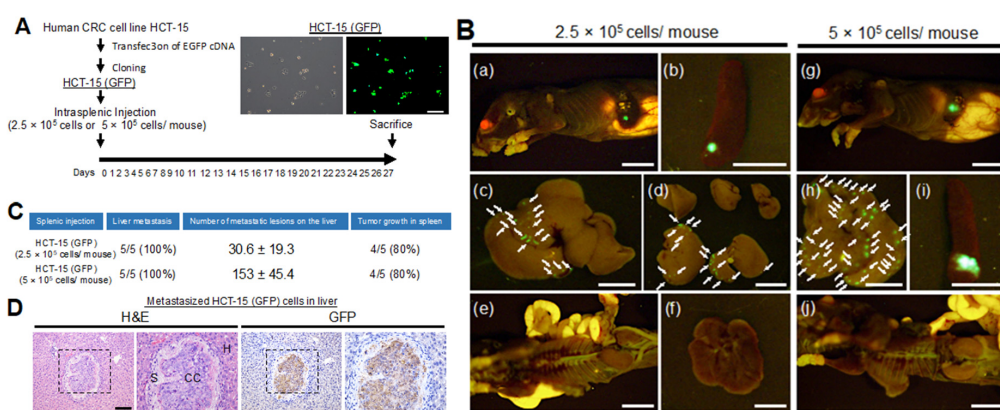 A
Human CRC cell line HCT-15
Transfec3on of EGFP cDNA
Cloning
HCT-15 (GFP)
Intrasplenic Injection
(2.5 × 10⁵ cells or 5 × 10⁵ cells/ mouse)
HCT-15 (GFP)
Sacrifice
Days 0 1 2 3 4 5 6 7 8 9 10 11 12 13 14 15 16 17 18 19 20 21 22 23 24 25 26 27
B
2.5 × 10⁵ cells/ mouse
5 × 10⁵ cells/ mouse
(a)
(b)
(g)
(c)
(d)
(h)
(i)
(e)
(f)
(j)
C
Splenic injection Liver metastasis Number of metastatic lesions on the liver Tumor growth in spleen
HCT-15 (GFP)
(2.5 × 10⁵ cells/ mouse) 5/5 (100%) 30.6 ± 19.3 4/5 (80%)
HCT-15 (GFP)
(5 × 10⁵ cells/ mouse) 5/5 (100%) 153 ± 45.4 4/5 (80%)
D
Metastasized HCT-15 (GFP) cells in liver
H&E GFP
H
S CC